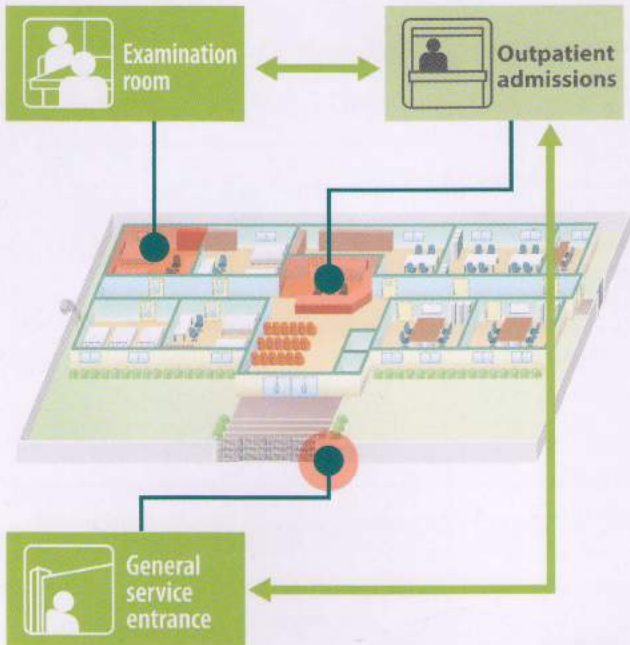 Examination
room
Outpatient
admissions
General
service
entrance